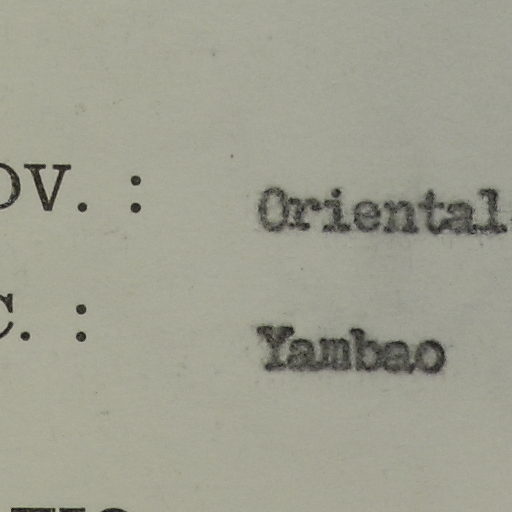 OV. : Oriental
C. : Yambao